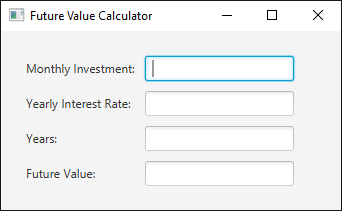 Future Value Calculator
Monthly Investment:
Yearly Interest Rate:
Years:
Future Value: